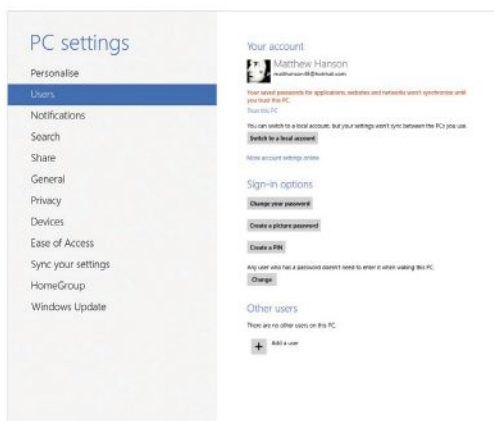 PC settings
Personalise
Users
Notifications
Search
Share
General
Privacy
Devices
Ease of Access
Sync your settings
HomeGroup
Windows Update
Your account
Matthew Hanson
Your saved passwords for applications, websites and networks won't synchronise until
you trust this PC.
Trust this PC
You can switch to a local account, but your settings won't sync between the PCs you use.
Switch to a local account
More account settings online
Sign-in options
Change your password
Create a picture password
Create a PIN
Any user who has a password doesn't need to enter it when waking this PC.
Change
Other users
There are no other users on this PC.
Add a user